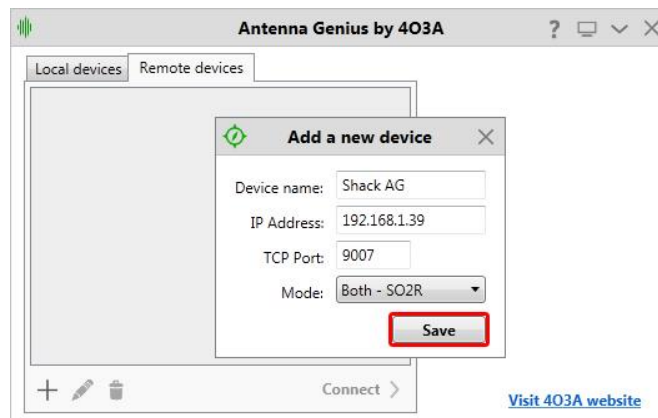 Antenna Genius by 4O3A
?
Local devices
Remote devices
Add a new device
Device name: Shack AG
IP Address: 192.168.1.39
TCP Port: 9007
Mode: Both - SO2R
Save
Connect
Visit 4O3A website